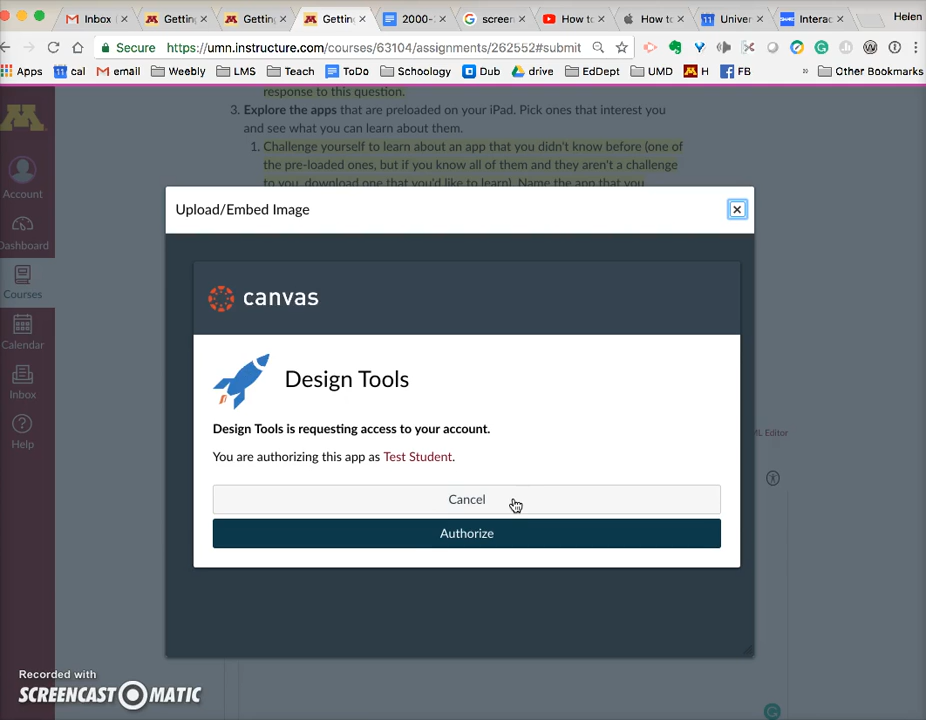 Inbox
Getting
Getting
Getting
2000-
screen
How to
How to
Univer
Interac
Heien
Secure
https://umn.instructure.com/courses/63104/assignments/262552#submit
Apps
cal
email
Weebly
LMS
Teach
ToDo
Schoology
Dub
drive
EdDept
UMD
H
FB
»
Other Bookmarks
response to this question.
3. Explore the apps that are preloaded on your iPad. Pick ones that interest you
and see what you can learn about them.
1. Challenge yourself to learn about an app that you didn't know before (one of
the pre-loaded ones, but if you know all of them and they aren't a challenge
to you, download one that you'd like to learn). Name the app that you
Account
Dashboard
Courses
Calendar
Inbox
Help
Upload/Embed Image
canvas
Design Tools
Design Tools is requesting access to your account.
You are authorizing this app as Test Student.
Cancel
Authorize
ML Editor
Recorded with
SCREENCAST MATIC